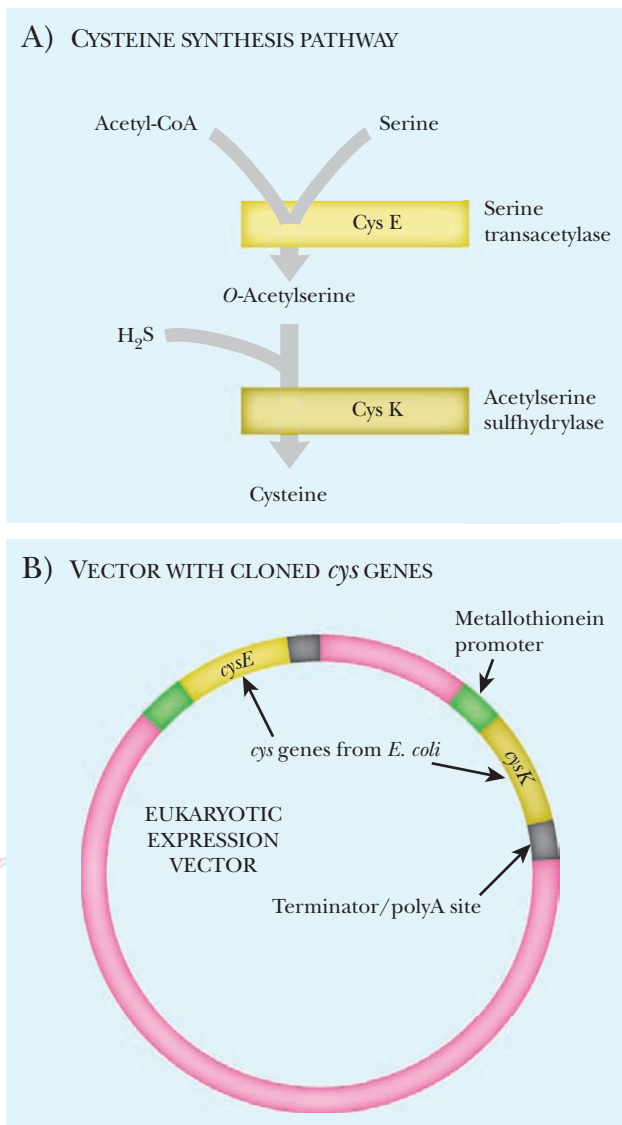 A) CYSTEINE SYNTHESIS PATHWAY
Acetyl-CoA
Serine
Cys E
Serine
transacetylase
O-Acetylserine
H₂S
Cys K
Acetylserine
sulfhydrylase
Cysteine
B) VECTOR WITH CLONED cys GENES
Metallothionein
promoter
cysE
cys genes from E. coli
cysK
EUKARYOTIC
EXPRESSION
VECTOR
Terminator/polyA site